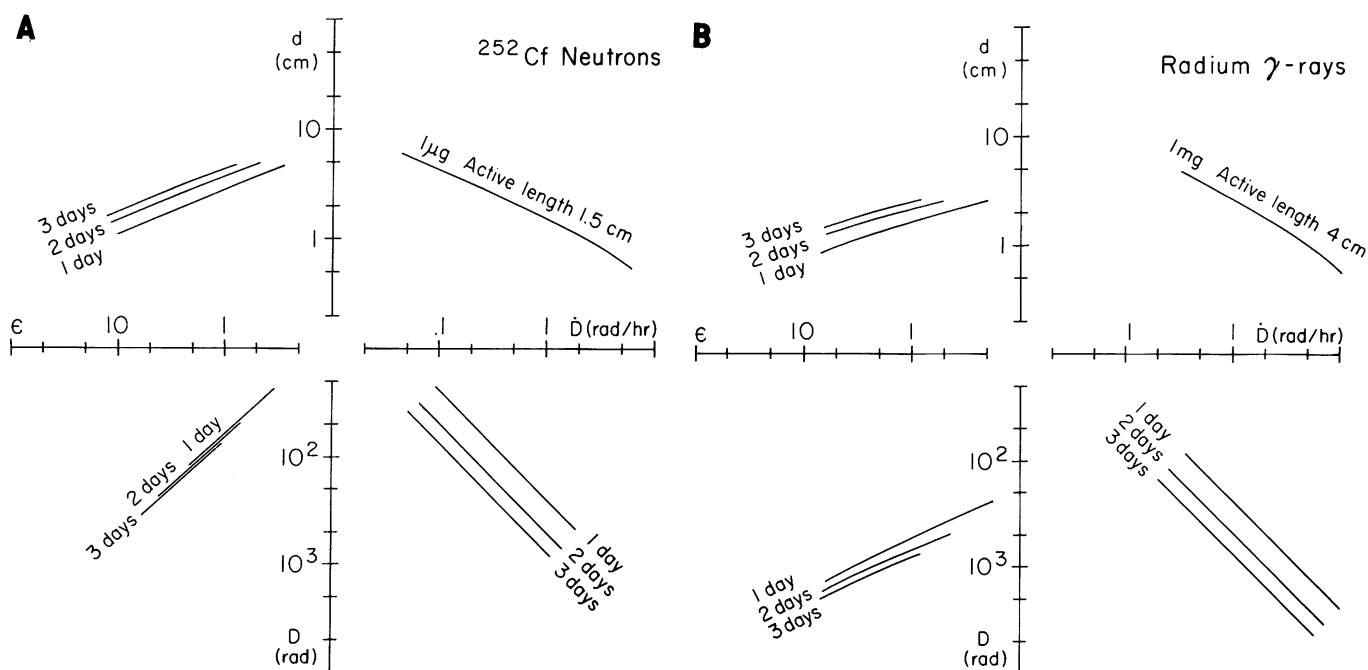 A
d
(cm)
²⁵²Cf Neutrons
10
1
1μg Active length 1.5 cm
3 days
2 days
1 day
ϵ
10
1
.1
1
Ḋ (rad/hr)
1 day
2 days
3 days
10²
10³
D
(rad)
1 day
2 days
3 days
B
d
(cm)
Radium γ-rays
10
1
1mg Active length 4 cm
3 days
2 days
1 day
ϵ
10
1
1
1
Ḋ (rad/hr)
1 day
2 days
3 days
10²
10³
D
(rad)
1 day
2 days
3 days